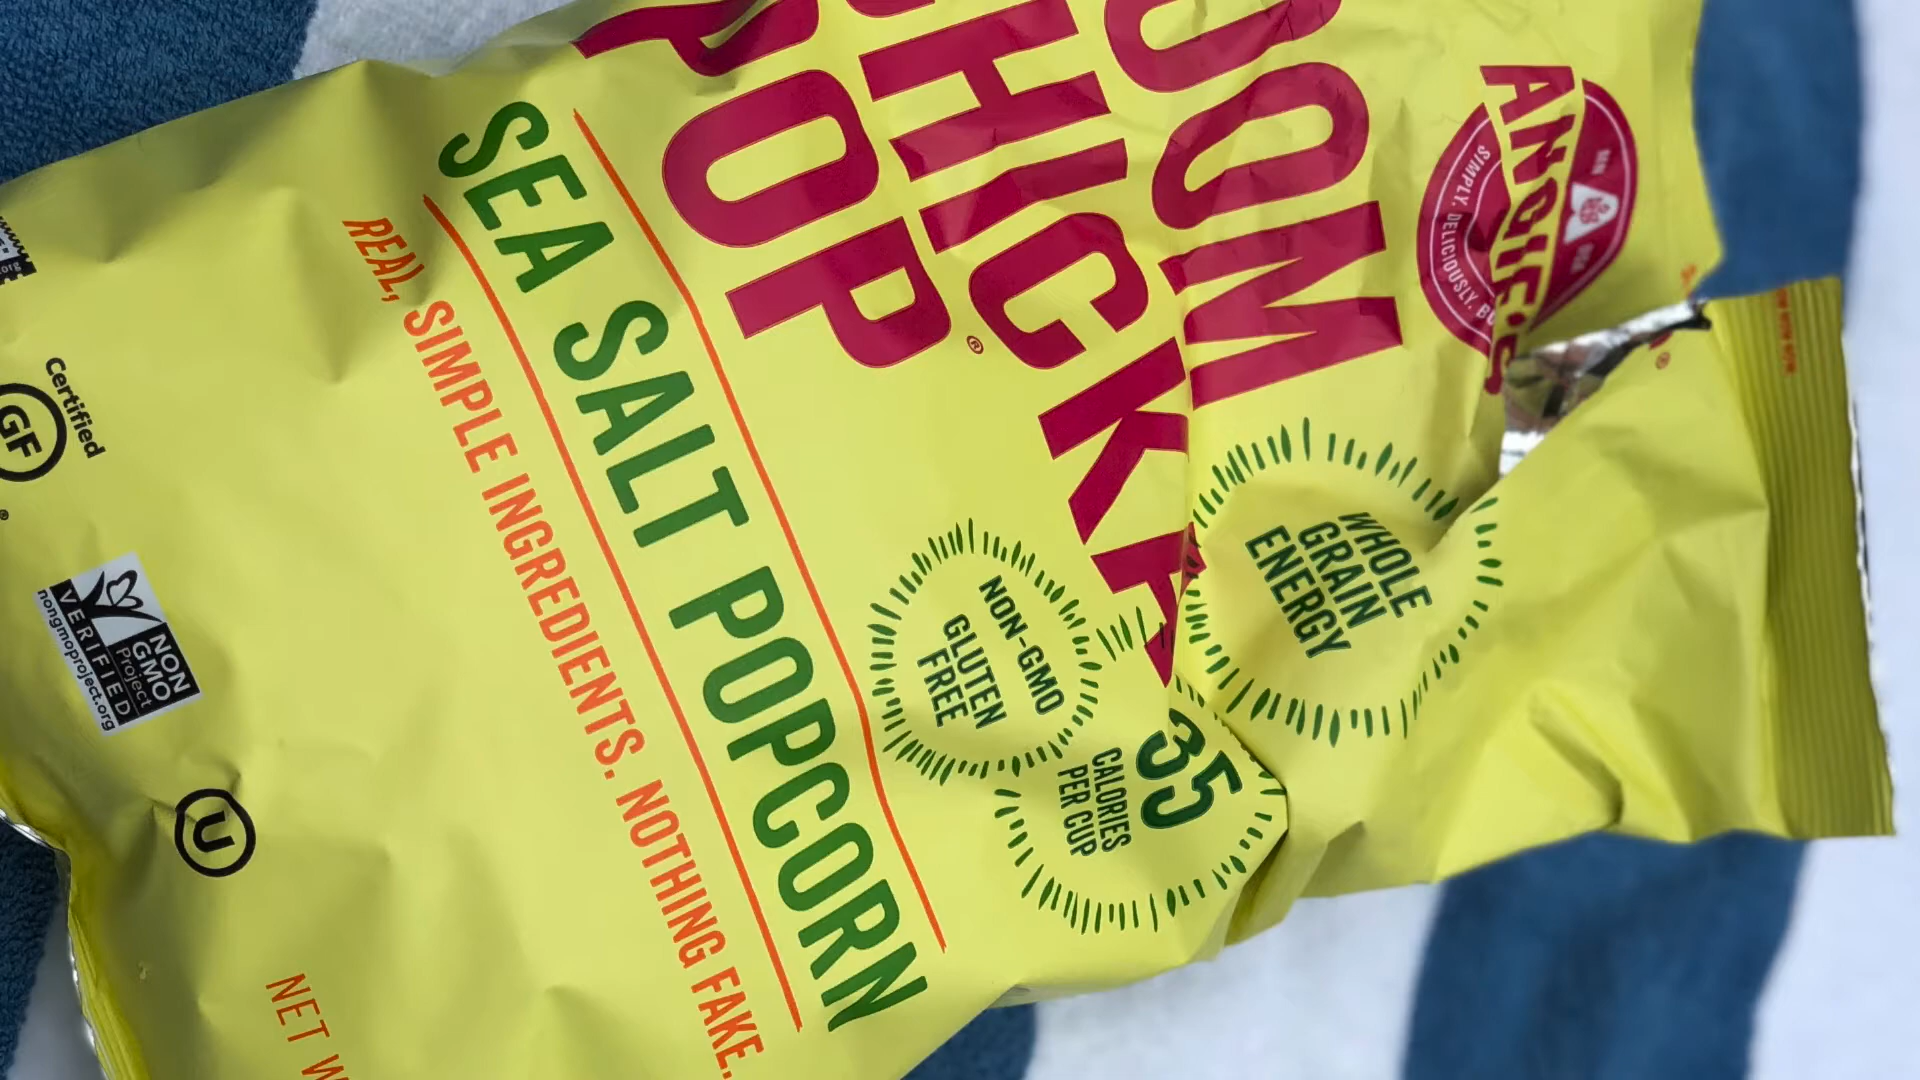 ANGIE'S
SIMPLY. DELICIOUSLY.
OOM
CHICKA
POP®
SEA SALT POPCORN
REAL, SIMPLE INGREDIENTS. NOTHING FAKE.
WHOLE
GRAIN
ENERGY
NON-GMO
GLUTEN
FREE
35
CALORIES
PER CUP
Certified
GF
®
NON
GMO
Project
VERIFIED
nongmoproject.org
U
NET